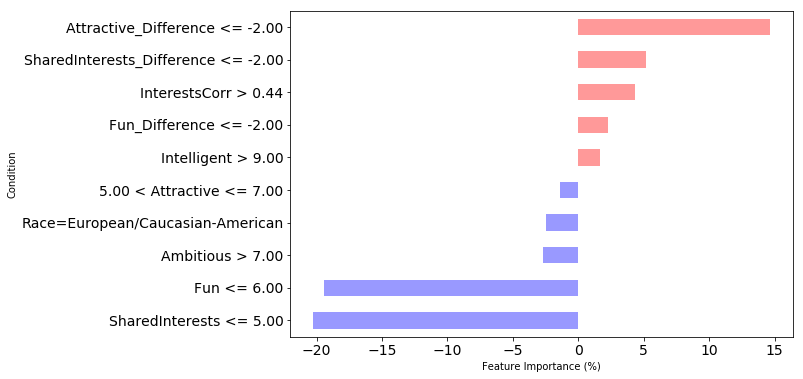 Attractive_Difference <= -2.00
SharedInterests_Difference <= -2.00
InterestsCorr > 0.44
Fun_Difference <= -2.00
Intelligent > 9.00
5.00 < Attractive <= 7.00
Race=European/Caucasian-American
Ambitious > 7.00
Fun <= 6.00
SharedInterests <= 5.00
Condition
−20 −15 −10 −5 0 5 10 15
Feature Importance (%)